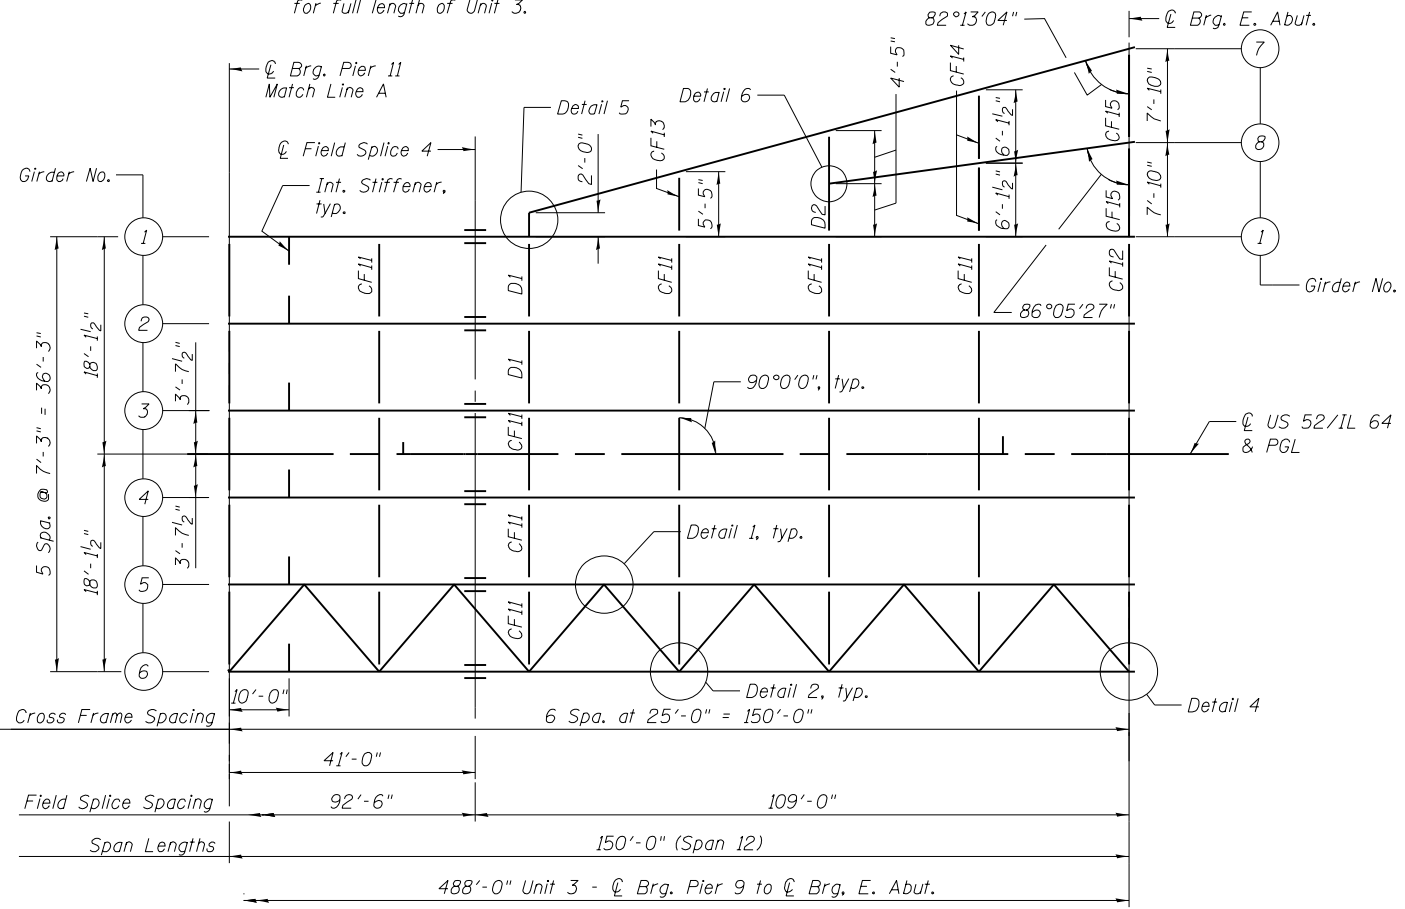 for full length of Unit 3.
82°13'04"
℄ Brg. E. Abut.
7
℄ Brg. Pier 11
Match Line A
Detail 5
Detail 6
4'-5"
CF14
CF13
CF15
7'-10"
℄ Field Splice 4
2'-0"
6'-1½"
8
Girder No.
Int. Stiffener,
typ.
5'-5"
D2
6'-1½"
CF15
7'-10"
1
1
CF11
D1
CF11
CF11
CF11
CF12
Girder No.
86°05'27"
2
18'-1½"
3'-7½"
D1
90°0'0", typ.
3
CF11
℄ US 52/IL 64
& PGL
5 Spa. @ 7'-3" = 36'-3"
4
3'-7½"
18'-1½"
CF11
Detail 1, typ.
5
CF11
6
10'-0"
Detail 2, typ.
Detail 4
Cross Frame Spacing
6 Spa. at 25'-0" = 150'-0"
41'-0"
Field Splice Spacing
92'-6"
109'-0"
Span Lengths
150'-0" (Span 12)
488'-0" Unit 3 - ℄ Brg. Pier 9 to ℄ Brg. E. Abut.